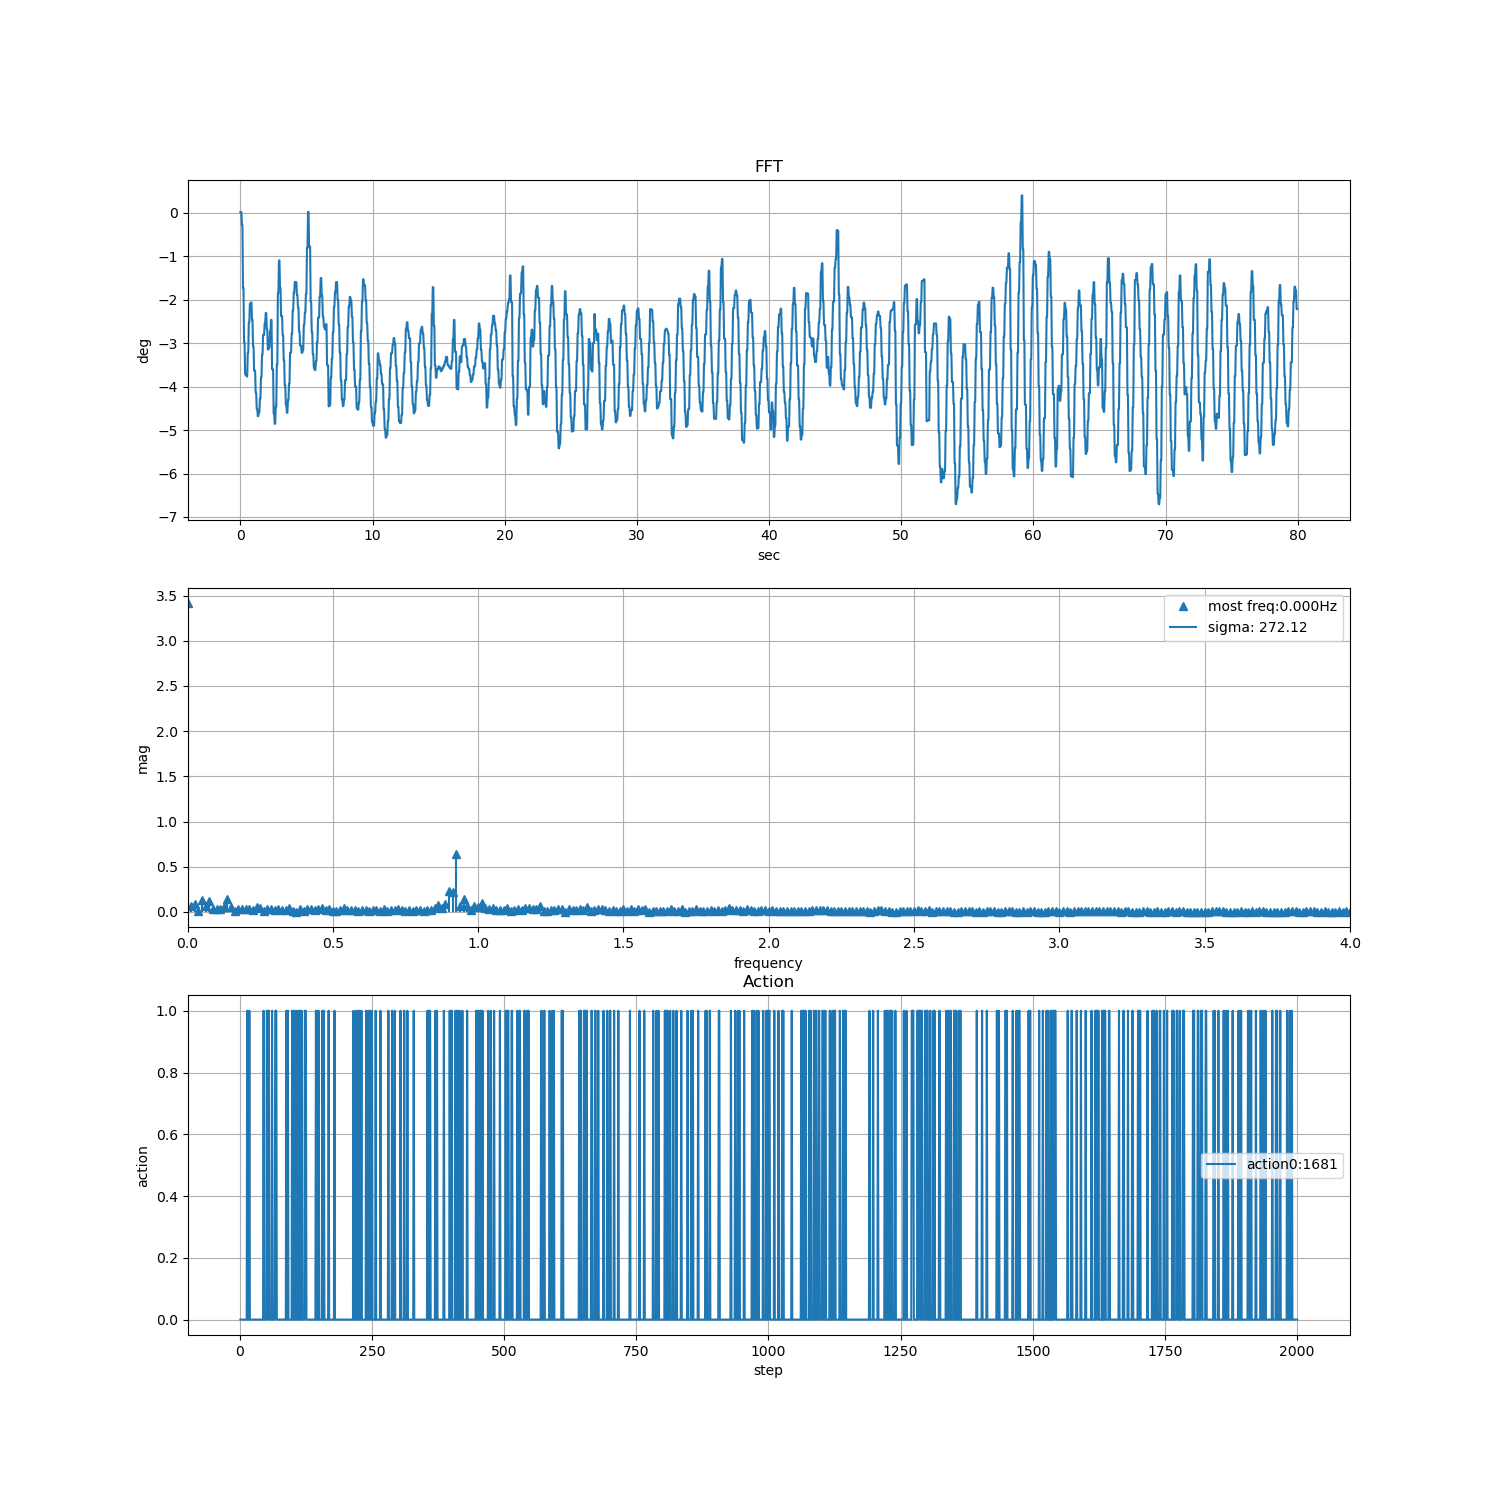 FFT
0
−1
−2
−3
−4
−5
−6
−7
deg
0 10 20 30 40 50 60 70 80
sec
3.5
3.0
2.5
2.0
1.5
1.0
0.5
0.0
mag
most freq:0.000Hz
sigma: 272.12
0.0 0.5 1.0 1.5 2.0 2.5 3.0 3.5 4.0
frequency
Action
1.0
0.8
0.6
0.4
0.2
0.0
action
action0:1681
0 250 500 750 1000 1250 1500 1750 2000
step